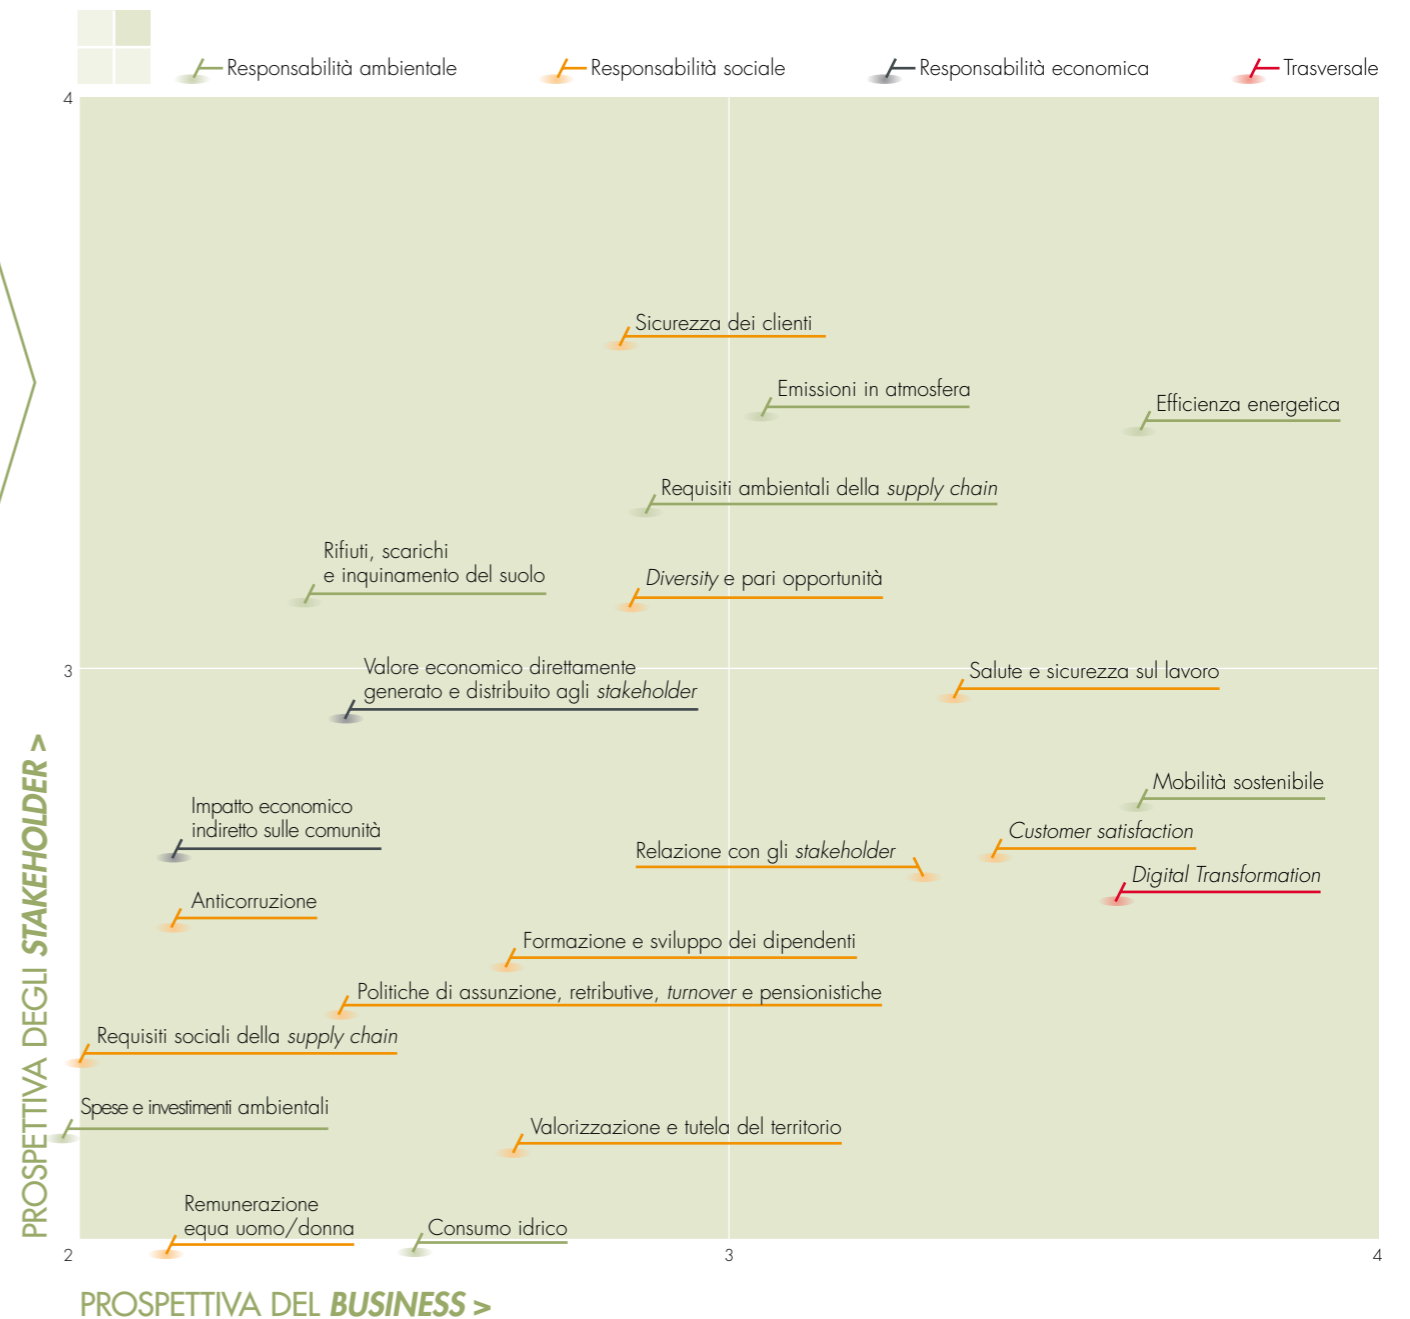 Responsabilità ambientale
Responsabilità sociale
Responsabilità economica
Trasversale
4
Sicurezza dei clienti
Emissioni in atmosfera
Efficienza energetica
Requisiti ambientali della supply chain
Rifiuti, scarichi
e inquinamento del suolo
Diversity e pari opportunità
3
Valore economico direttamente
generato e distribuito agli stakeholder
Salute e sicurezza sul lavoro
Mobilità sostenibile
Impatto economico
indiretto sulle comunità
Customer satisfaction
Relazione con gli stakeholder
Digital Transformation
Anticorruzione
Formazione e sviluppo dei dipendenti
Politiche di assunzione, retributive, turnover e pensionistiche
Requisiti sociali della supply chain
Spese e investimenti ambientali
Valorizzazione e tutela del territorio
Remunerazione
equa uomo/donna
Consumo idrico
2
3
4
PROSPETTIVA DEGLI STAKEHOLDER >
PROSPETTIVA DEL BUSINESS >